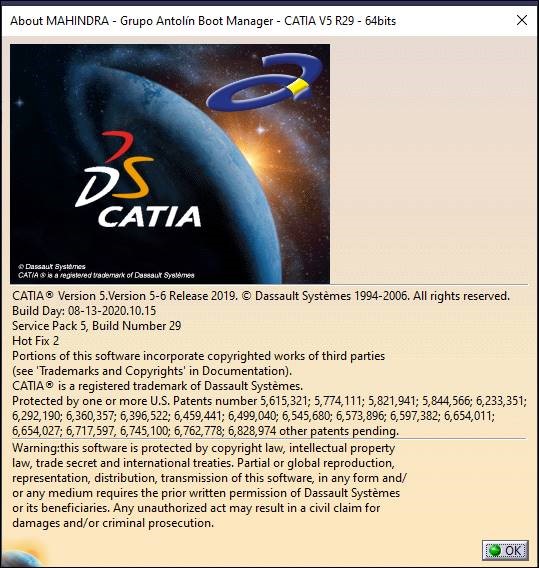 About MAHINDRA - Grupo Antolín Boot Manager - CATIA V5 R29 - 64bits
DS
CATIA
© Dassault Systèmes
CATIA ® is a registered trademark of Dassault Systèmes
CATIA® Version 5.Version 5-6 Release 2019. © Dassault Systèmes 1994-2006. All rights reserved.
Build Day: 08-13-2020.10.15
Service Pack 5, Build Number 29
Hot Fix 2
Portions of this software incorporate copyrighted works of third parties
(see 'Trademarks and Copyrights' in Documentation).
CATIA® is a registered trademark of Dassault Systèmes.
Protected by one or more U.S. Patents number 5,615,321; 5,774,111; 5,821,941; 5,844,566; 6,233,351;
6,292,190; 6,360,357; 6,396,522; 6,459,441; 6,499,040; 6,545,680; 6,573,896; 6,597,382; 6,654,011;
6,654,027; 6,717,597, 6,745,100; 6,762,778; 6,828,974 other patents pending.
Warning:this software is protected by copyright law, intellectual property
law, trade secret and international treaties. Partial or global reproduction,
representation, distribution, transmission of this software, in any form and/
or any medium requires the prior written permission of Dassault Systèmes
or its beneficiaries. Any unauthorized act may result in a civil claim for
damages and/or criminal prosecution.
OK